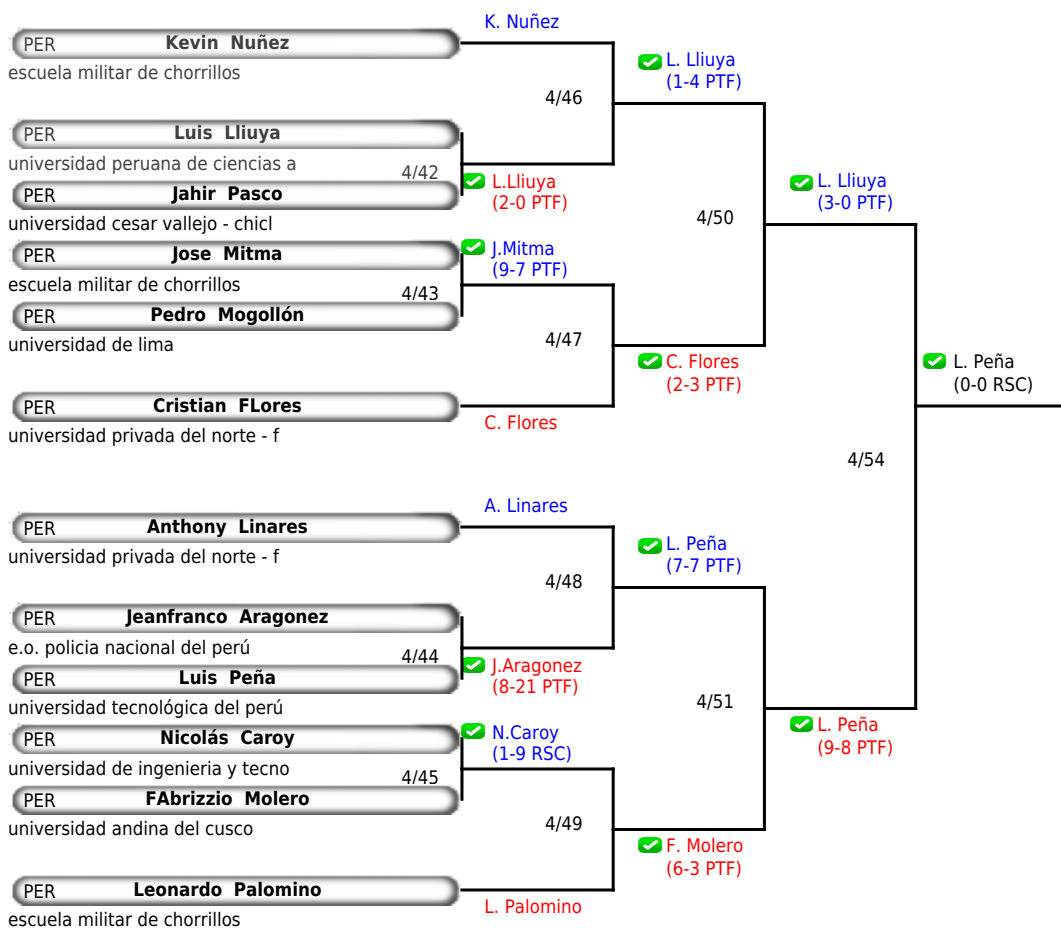 K. Nuñez
PER Kevin Nuñez
escuela militar de chorrillos
4/46
L. Lliuya
(1-4 PTF)
PER Luis Lliuya
universidad peruana de ciencias a
4/42
L.Lliuya
(2-0 PTF)
PER Jahir Pasco
universidad cesar vallejo - chicl
4/50
L. Lliuya
(3-0 PTF)
PER Jose Mitma
escuela militar de chorrillos
J.Mitma
(9-7 PTF)
4/43
PER Pedro Mogollón
universidad de lima
4/47
C. Flores
(2-3 PTF)
L. Peña
(0-0 RSC)
PER Cristian FLores
universidad privada del norte - f
C. Flores
4/54
A. Linares
PER Anthony Linares
universidad privada del norte - f
4/48
L. Peña
(7-7 PTF)
PER Jeanfranco Aragonez
e.o. policia nacional del perú
4/44
J.Aragonez
(8-21 PTF)
PER Luis Peña
universidad tecnológica del perú
4/51
L. Peña
(9-8 PTF)
PER Nicolás Caroy
universidad de ingenieria y tecno
N.Caroy
(1-9 RSC)
4/45
PER FAbrizzio Molero
universidad andina del cusco
4/49
F. Molero
(6-3 PTF)
PER Leonardo Palomino
escuela militar de chorrillos
L. Palomino